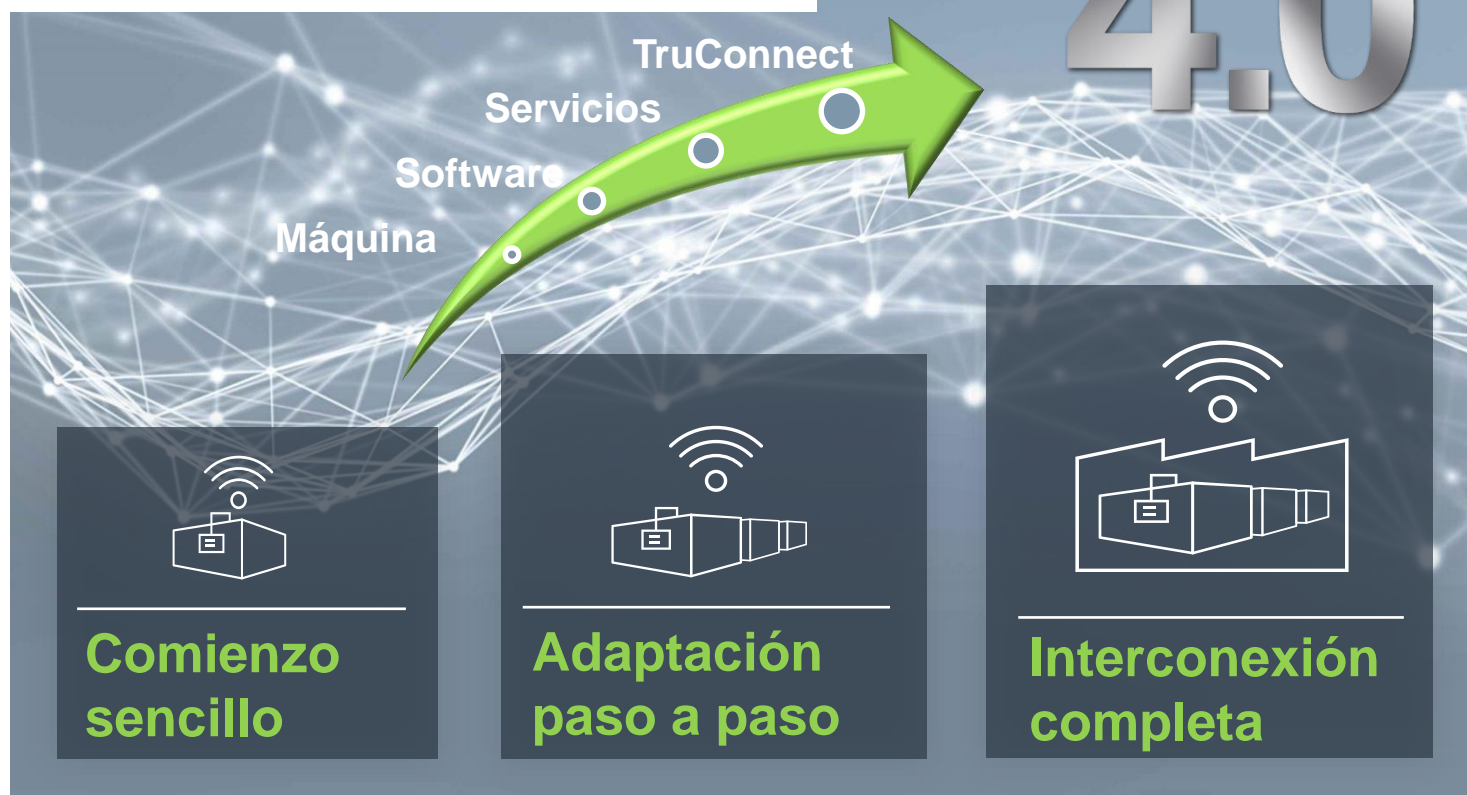 4.0
TruConnect
Servicios
Software
Máquina
Comienzo
sencillo
Adaptación
paso a paso
Interconexión
completa